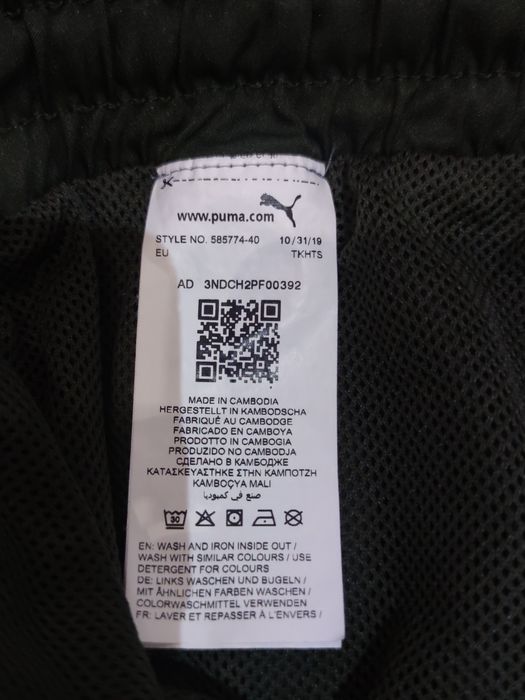 www.puma.com
STYLE NO. 585774-40 10/31/19
EU TKHTS
AD 3NDCH2PF00392
MADE IN CAMBODIA
HERGESTELLT IN KAMBODSCHA
FABRIQUÉ AU CAMBODGE
FABRICADO EN CAMBOYA
PRODOTTO IN CAMBOGIA
PRODUZIDO NO CAMBODJA
СДЕЛАНО В КАМБОДЖЕ
ΚΑΤΑΣΚΕΥΑΣΤΗΚΕ ΣΤΗΝ ΚΑΜΠΟΤΖΗ
KAMBOÇYA MALI
صنع في كمبوديا
30
EN: WASH AND IRON INSIDE OUT /
WASH WITH SIMILAR COLOURS / USE
DETERGENT FOR COLOURS
DE: LINKS WASCHEN UND BÜGELN /
MIT ÄHNLICHEN FARBEN WASCHEN /
COLORWASCHMITTEL VERWENDEN
FR: LAVER ET REPASSER À L'ENVERS /